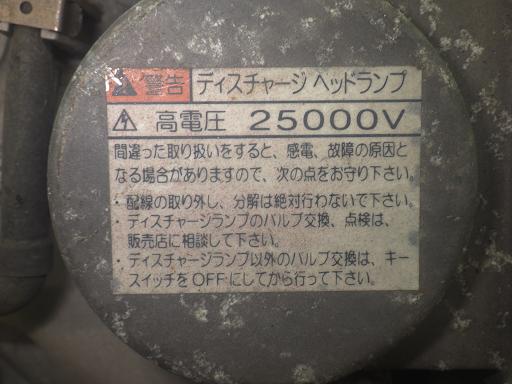 警告 ディスチャージ ヘッドランプ
高電圧 25000V
間違った取り扱いをすると、感電、故障の原因と
なる場合がありますので、次の点をお守り下さい。
・配線の取り外し、分解は絶対行わないで下さい。
・ディスチャージランプのバルブ交換、点検は、
販売店に相談して下さい。
・ディスチャージランプ以外のバルブ交換は、キー
スイッチをOFFにしてから行って下さい。